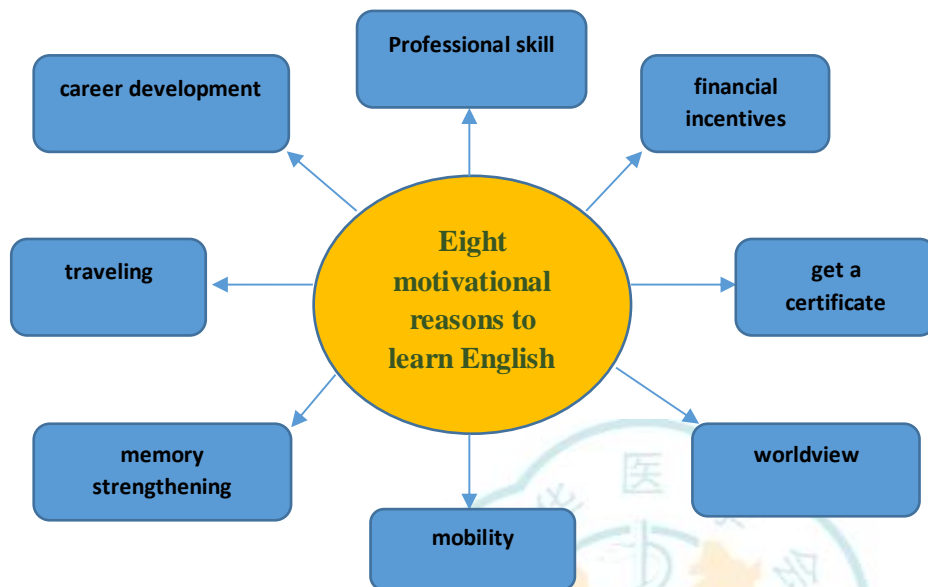 Professional skill
career development
financial
incentives
Eight
motivational
reasons to
learn English
traveling
get a
certificate
memory
strengthening
worldview
mobility
医